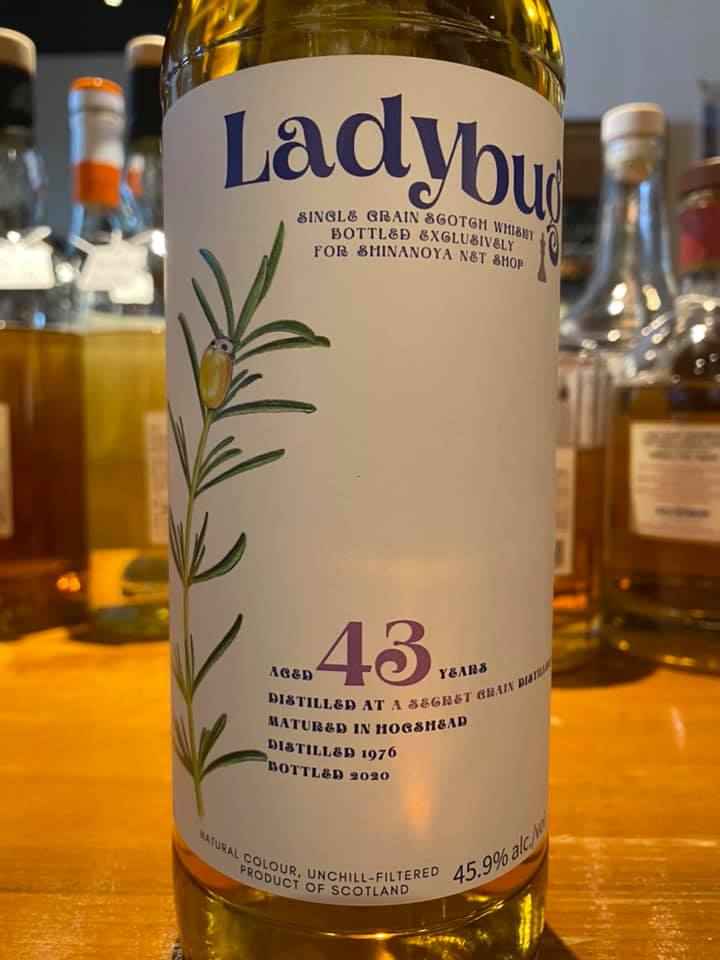 Ladybug
SINGLE GRAIN SCOTCH WHISKY
BOTTLED EXCLUSIVELY
FOR SHINANOYA NET SHOP
AGED 43 YEARS
DISTILLED AT A SECRET GRAIN
MATURED IN HOGSHEAD
DISTILLED 1976
BOTTLED 2020
NATURAL COLOUR, UNCHILL-FILTERED
PRODUCT OF SCOTLAND
45.9% alc./vol